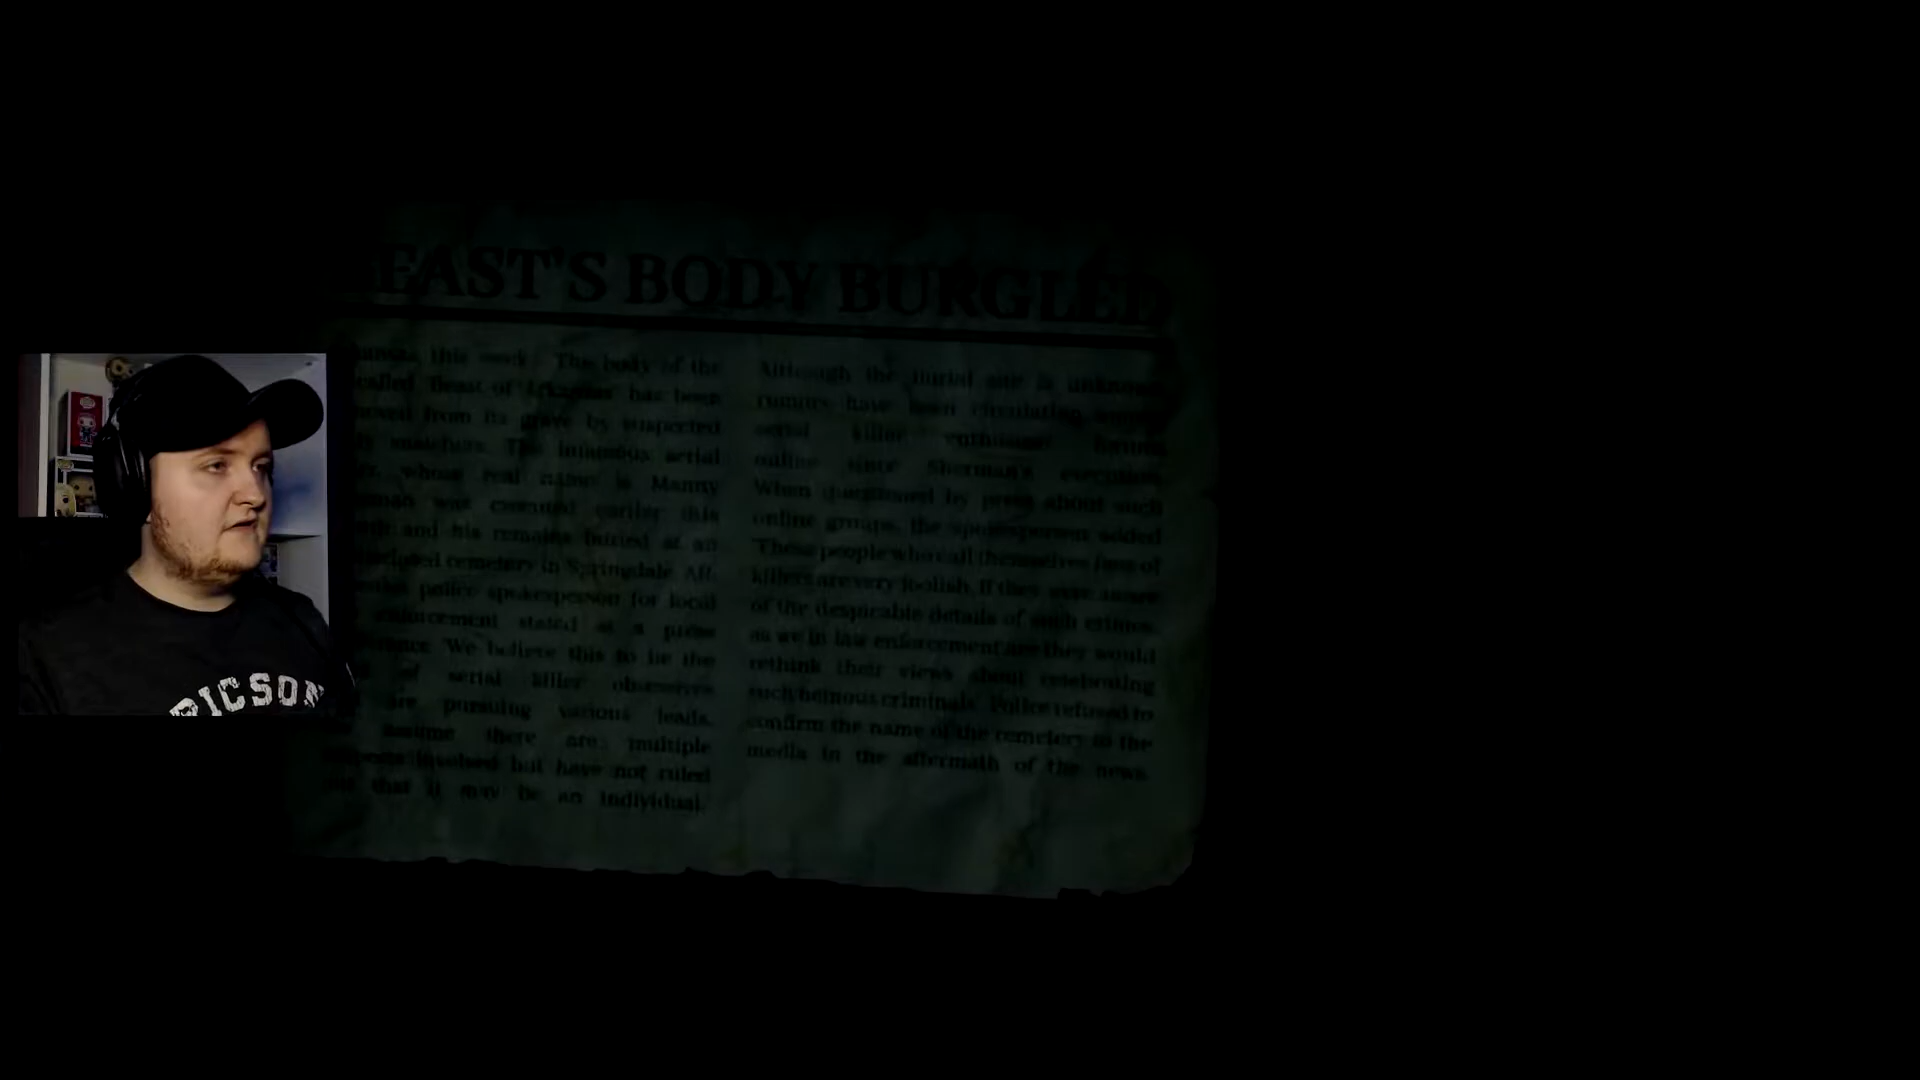 EAST'S BODY BURGLED
this week. The body of the
called 'Beast of Arkansas' has been
from its grave by suspected
snatchers. The infamous serial
whose real name is Manny
was executed earlier this
and his remains buried at an
cemetery in Springdale.
police spokesperson for local
enforcement stated at a press
'We believe this to be the
of serial killer
are pursuing various leads.
assume there are multiple
involved but have not ruled
that it may be an individual.'
Although the burial site is unknown
rumors have been circulating
serial killer enthusiast forums
online since Sherman's execution.
When questioned by press about such
online groups, the spokesperson added
'These people who call themselves fans of
killers are very foolish. If they were aware
of the despicable details of such crimes,
as we in law enforcement are they would
rethink their views about celebrating
such heinous criminals.' Police refused to
confirm the name of the cemetery to the
media in the aftermath of the news.
RICSON